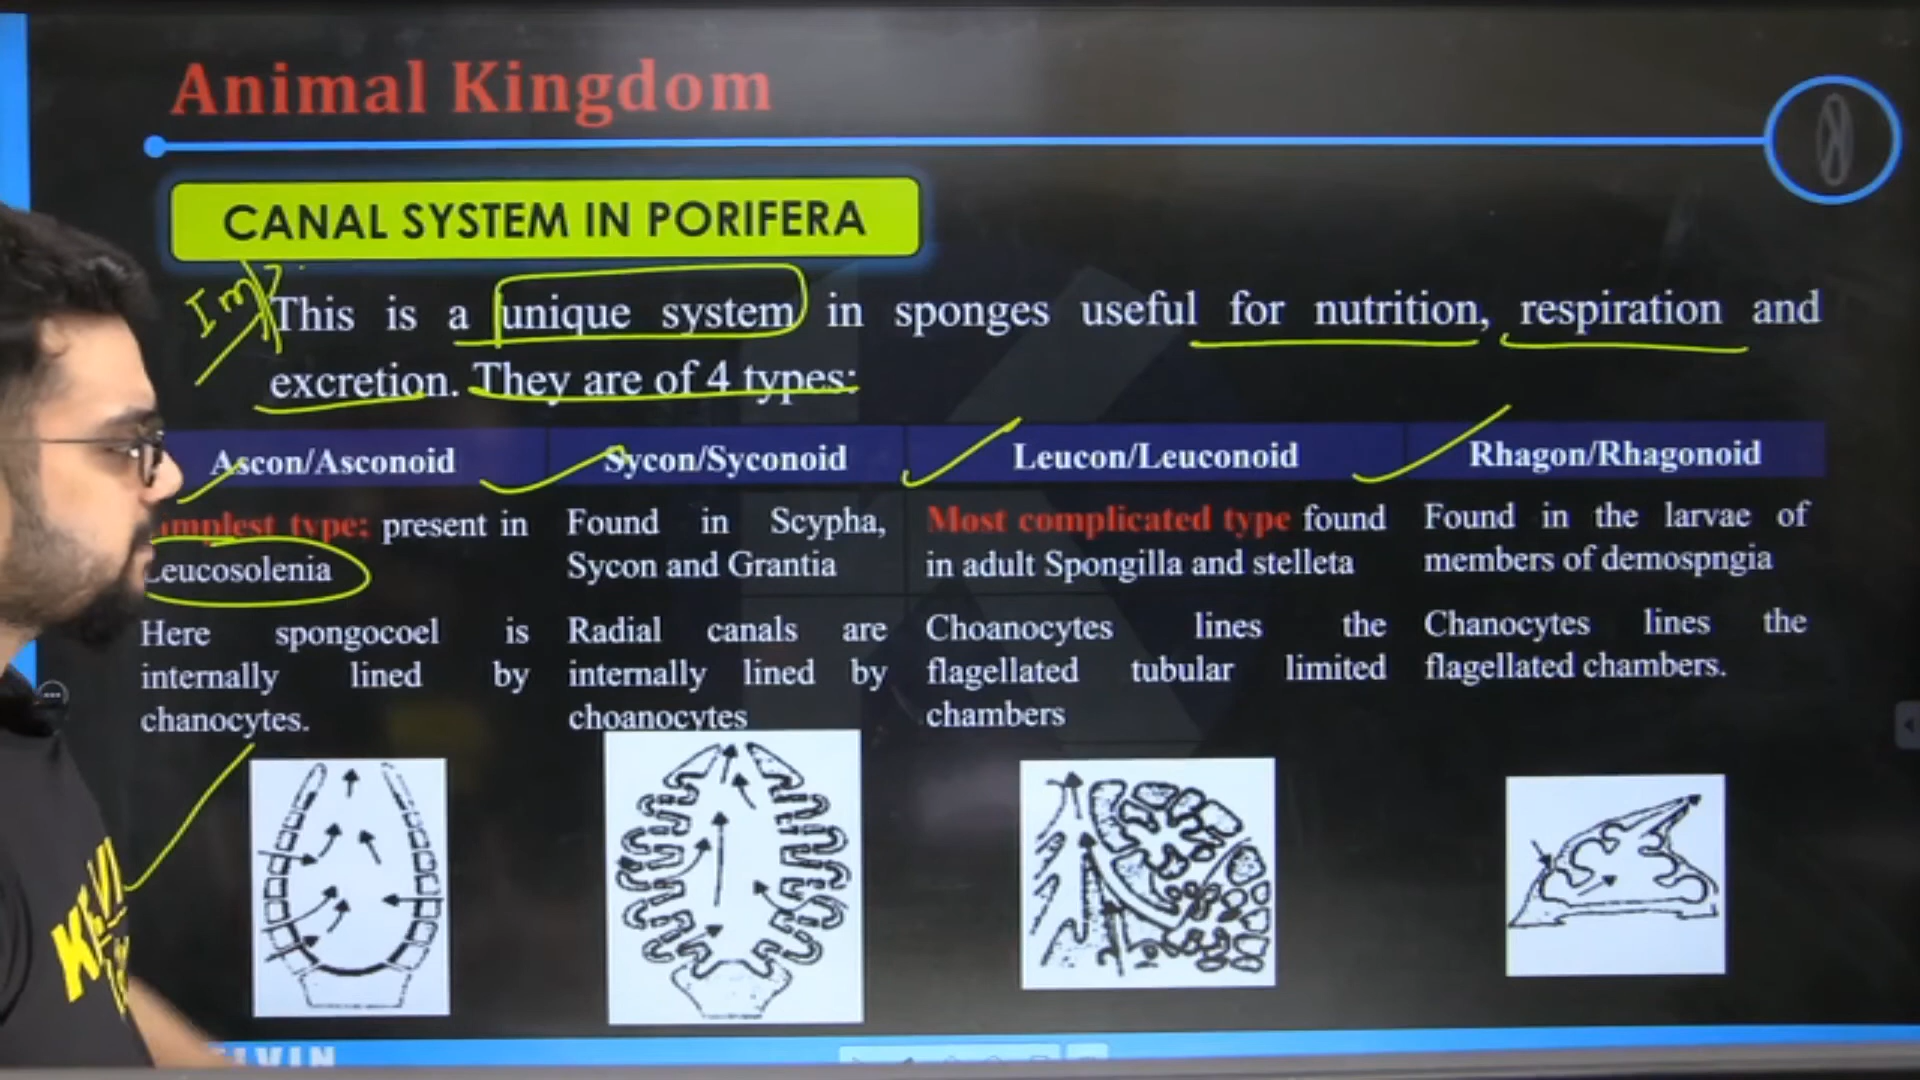 Animal Kingdom
CANAL SYSTEM IN PORIFERA
Imp
This is a unique system in sponges useful for nutrition, respiration and
excretion. They are of 4 types:
Ascon/Asconoid Sycon/Syconoid Leucon/Leuconoid Rhagon/Rhagonoid
type: present in
Leucosolenia
Found in Scypha,
Sycon and Grantia
Most complicated type found
in adult Spongilla and stelleta
Found in the larvae of
members of demospngia
Here spongocoel is
internally lined by
chanocytes.
Radial canals are
internally lined by
choanocytes
Choanocytes lines the
flagellated tubular limited
chambers
Chanocytes lines the
flagellated chambers.